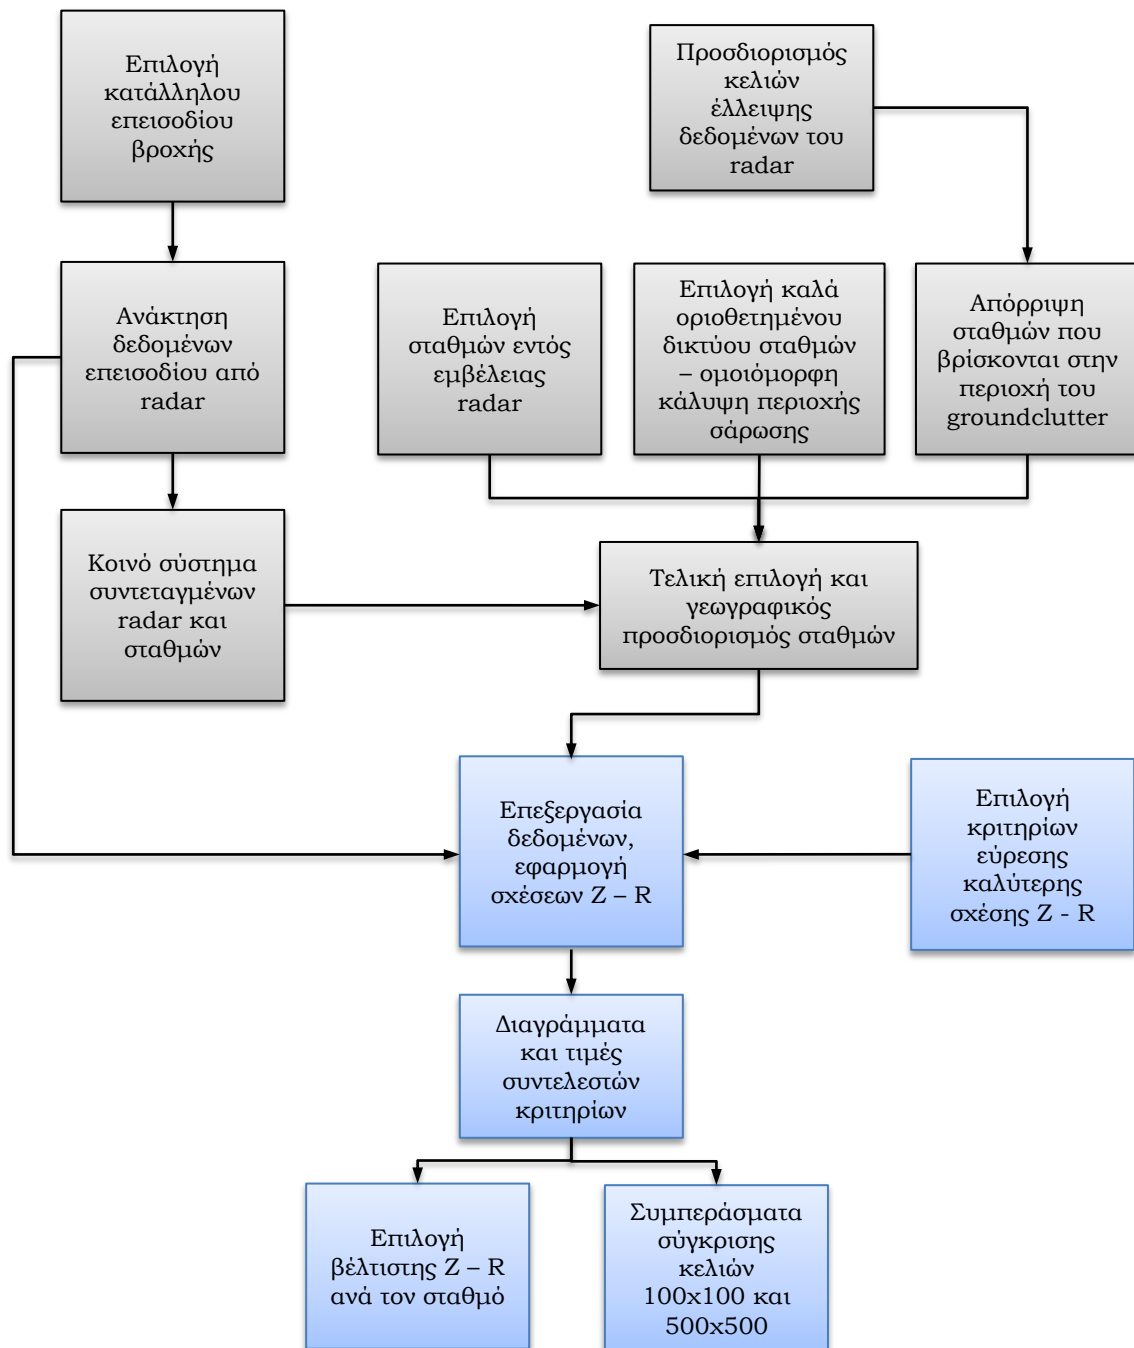 Επιλογή
κατάλληλου
επεισοδίου
βροχής
Προσδιορισμός
κελιών
έλλειψης
δεδομένων του
radar
Ανάκτηση
δεδομένων
επεισοδίου από
radar
Επιλογή
σταθμών εντός
εμβέλειας
radar
Επιλογή καλά
οριοθετημένου
δικτύου σταθμών
– ομοιόμορφη
κάλυψη περιοχής
σάρωσης
Απόρριψη
σταθμών που
βρίσκονται στην
περιοχή του
groundclutter
Κοινό σύστημα
συντεταγμένων
radar και
σταθμών
Τελική επιλογή και
γεωγραφικός
προσδιορισμός σταθμών
Επεξεργασία
δεδομένων,
εφαρμογή
σχέσεων Z – R
Επιλογή
κριτηρίων
εύρεσης
καλύτερης
σχέσης Z - R
Διαγράμματα
και τιμές
συντελεστών
κριτηρίων
Επιλογή
βέλτιστης Z – R
ανά τον σταθμό
Συμπεράσματα
σύγκρισης
κελιών
100x100 και
500x500